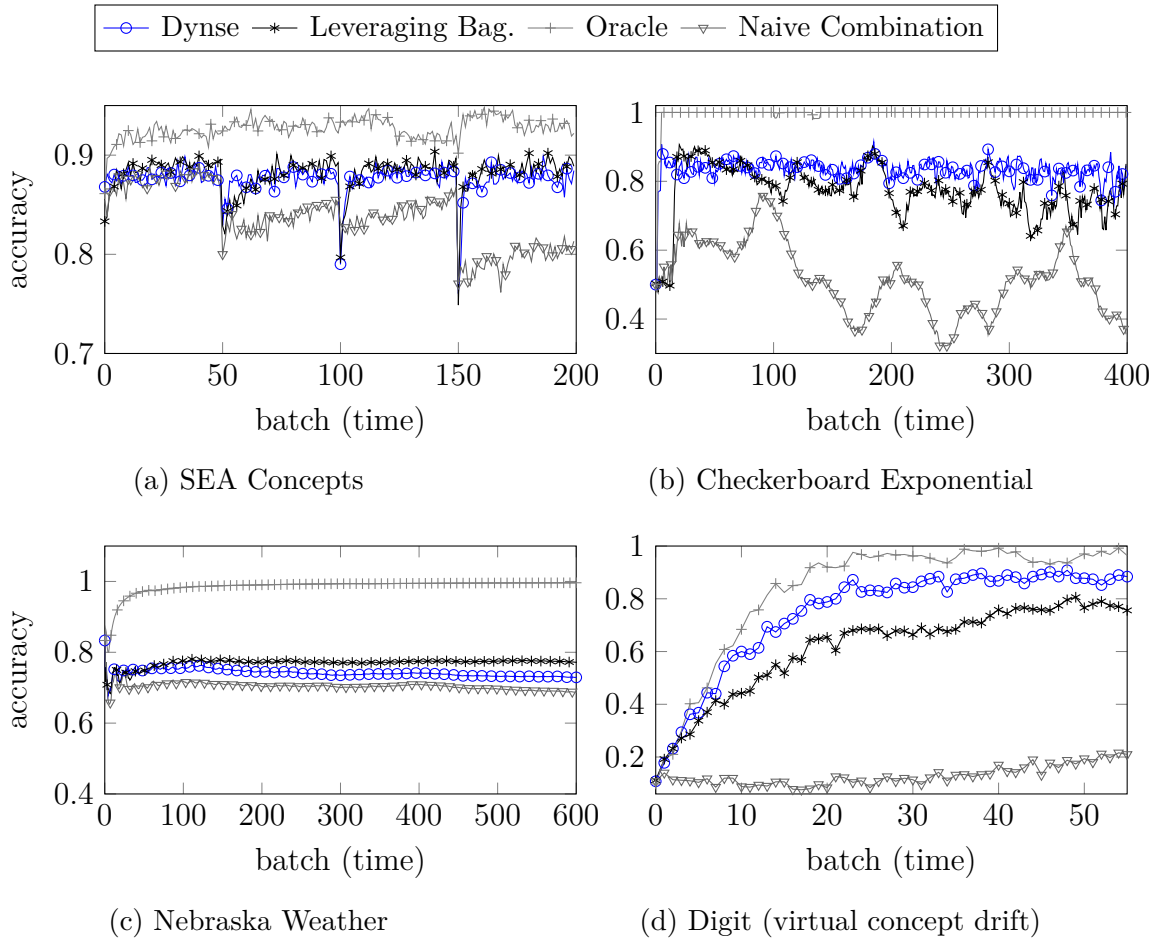 Dynse Leveraging Bag. Oracle Naive Combination
0.9
0.8
0.7
accuracy
0 50 100 150 200
batch (time)
(a) SEA Concepts
1
0.8
0.6
0.4
0 100 200 300 400
batch (time)
(b) Checkerboard Exponential
1
0.8
0.6
0.4
accuracy
0 100 200 300 400 500 600
batch (time)
(c) Nebraska Weather
1
0.8
0.6
0.4
0.2
0 10 20 30 40 50
batch (time)
(d) Digit (virtual concept drift)